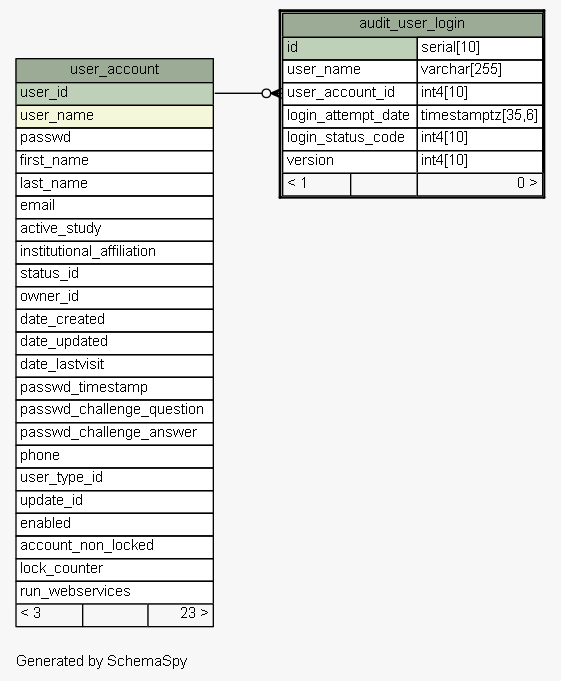 audit_user_login
id serial[10]
user_name varchar[255]
user_account_id int4[10]
login_attempt_date timestamptz[35,6]
login_status_code int4[10]
version int4[10]
< 1 0 >
user_account
user_id
user_name
passwd
first_name
last_name
email
active_study
institutional_affiliation
status_id
owner_id
date_created
date_updated
date_lastvisit
passwd_timestamp
passwd_challenge_question
passwd_challenge_answer
phone
user_type_id
update_id
enabled
account_non_locked
lock_counter
run_webservices
< 3 23 >
Generated by SchemaSpy